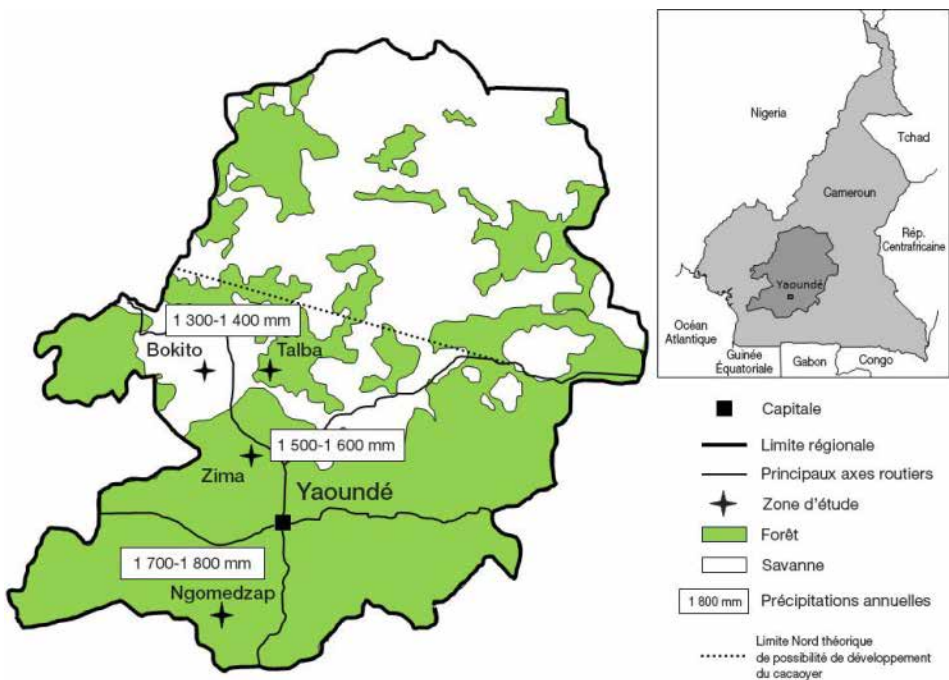 1 300-1 400 mm
Bokito
Talba
1 500-1 600 mm
Zima
Yaoundé
1 700-1 800 mm
Ngomedzap
Nigeria
Tchad
Cameroun
Rép.
Centrafricaine
Yaoundé
Océan
Atlantique
Guinée
Équatoriale
Gabon
Congo
Capitale
Limite régionale
Principaux axes routiers
Zone d'étude
Forêt
Savanne
1 800 mm Précipitations annuelles
Limite Nord théorique
de possibilité de développement
du cacaoyer